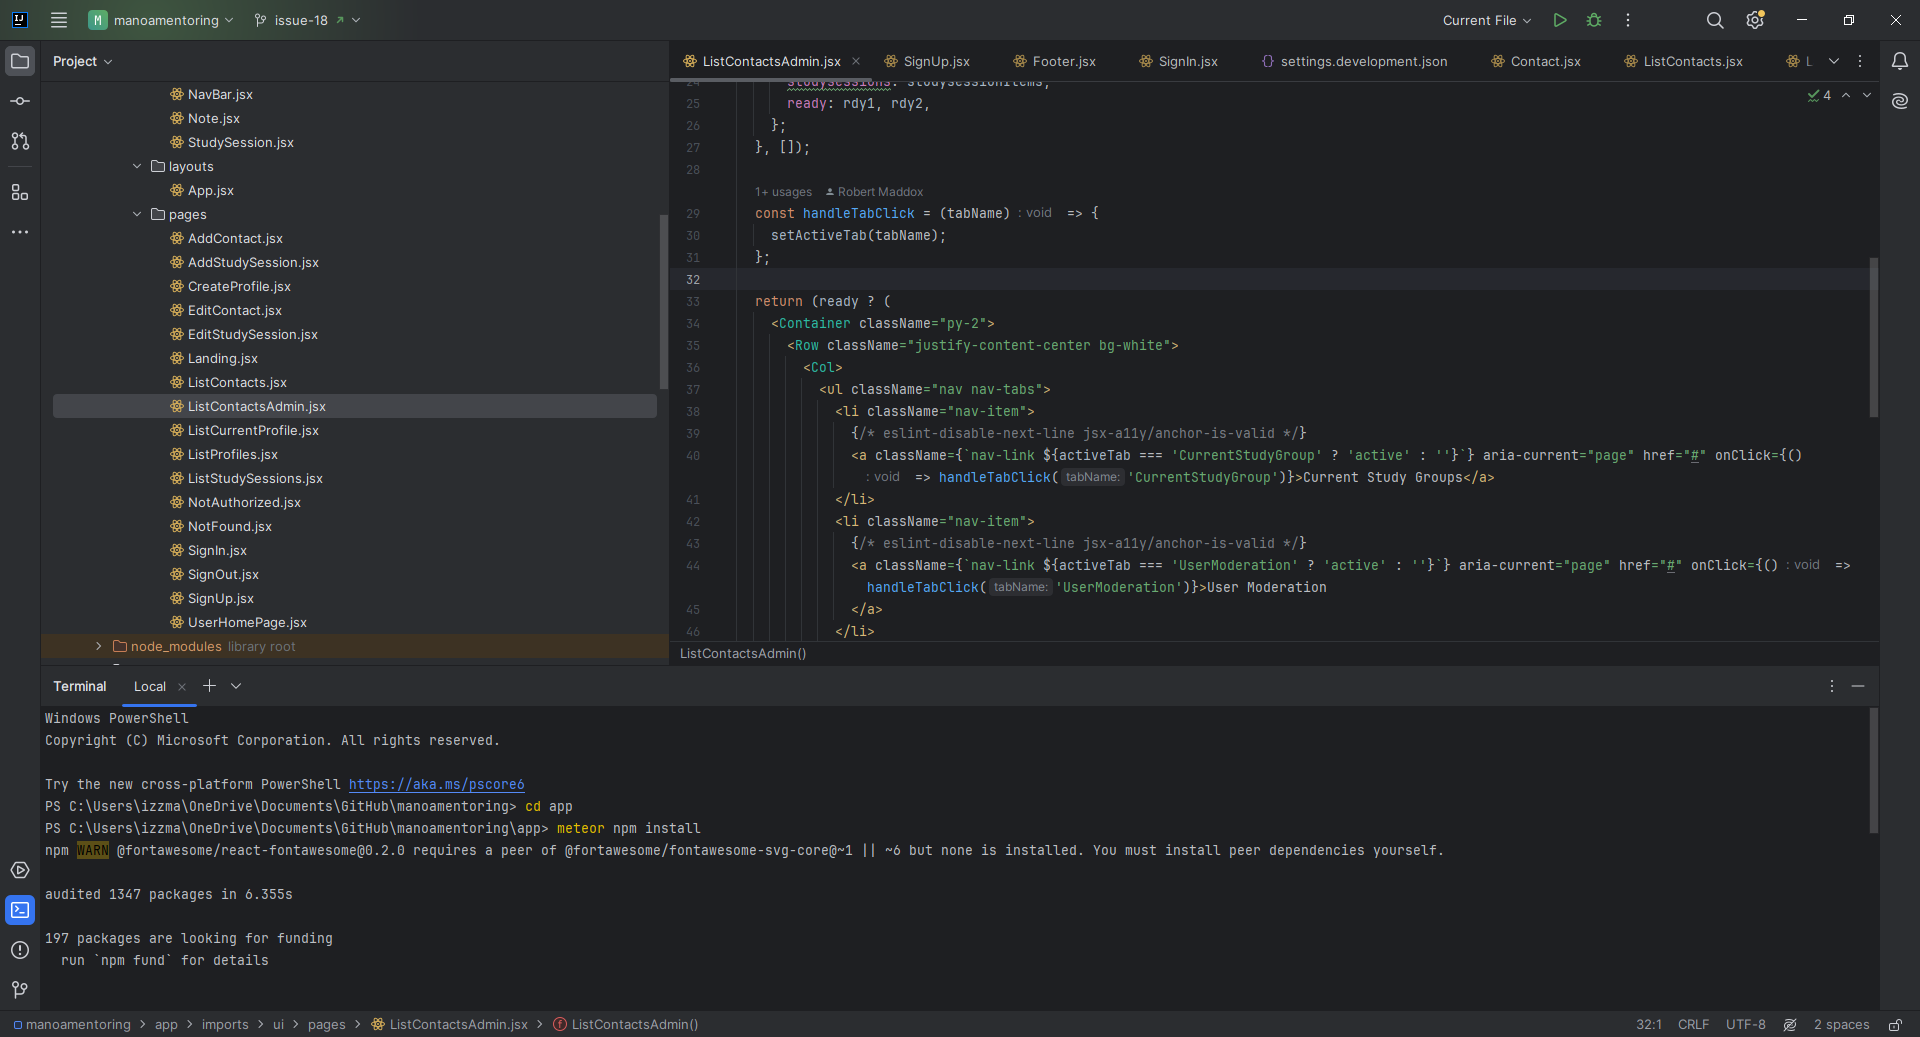 M manoamentoring issue-18 Current File
Project
NavBar.jsx
Note.jsx
StudySession.jsx
layouts
App.jsx
pages
AddContact.jsx
AddStudySession.jsx
CreateProfile.jsx
EditContact.jsx
EditStudySession.jsx
Landing.jsx
ListContacts.jsx
ListContactsAdmin.jsx
ListCurrentProfile.jsx
ListProfiles.jsx
ListStudySessions.jsx
NotAuthorized.jsx
NotFound.jsx
SignIn.jsx
SignOut.jsx
SignUp.jsx
UserHomePage.jsx
node_modules library root
ListContactsAdmin.jsx SignUp.jsx Footer.jsx SignIn.jsx settings.development.json Contact.jsx ListContacts.jsx L
4
24 studysessions: studysessionItems,
25 ready: rdy1, rdy2,
26 };
27 }, []);
28
1+ usages Robert Maddox
29 const handleTabClick = (tabName) : void => {
30 setActiveTab(tabName);
31 };
32
33 return (ready ? (
34 <Container className="py-2">
35 <Row className="justify-content-center bg-white">
36 <Col>
37 <ul className="nav nav-tabs">
38 <li className="nav-item">
39 {/* eslint-disable-next-line jsx-a11y/anchor-is-valid */}
40 <a className={`nav-link ${activeTab === 'CurrentStudyGroup' ? 'active' : ''}`} aria-current="page" href="#" onClick={()
: void => handleTabClick( tabName: 'CurrentStudyGroup')}>Current Study Groups</a>
41 </li>
42 <li className="nav-item">
43 {/* eslint-disable-next-line jsx-a11y/anchor-is-valid */}
44 <a className={`nav-link ${activeTab === 'UserModeration' ? 'active' : ''}`} aria-current="page" href="#" onClick={() : void =>
handleTabClick( tabName: 'UserModeration')}>User Moderation
45 </a>
46 </li>
ListContactsAdmin()
Terminal Local
Windows PowerShell
Copyright (C) Microsoft Corporation. All rights reserved.
Try the new cross-platform PowerShell https://aka.ms/pscore6
PS C:\Users\izzma\OneDrive\Documents\GitHub\manoamentoring> cd app
PS C:\Users\izzma\OneDrive\Documents\GitHub\manoamentoring\app> meteor npm install
npm WARN @fortawesome/react-fontawesome@0.2.0 requires a peer of @fortawesome/fontawesome-svg-core@~1 || ~6 but none is installed. You must install peer dependencies yourself.
audited 1347 packages in 6.355s
197 packages are looking for funding
run `npm fund` for details
manoamentoring > app > imports > ui > pages > ListContactsAdmin.jsx > ListContactsAdmin() 32:1 CRLF UTF-8 2 spaces